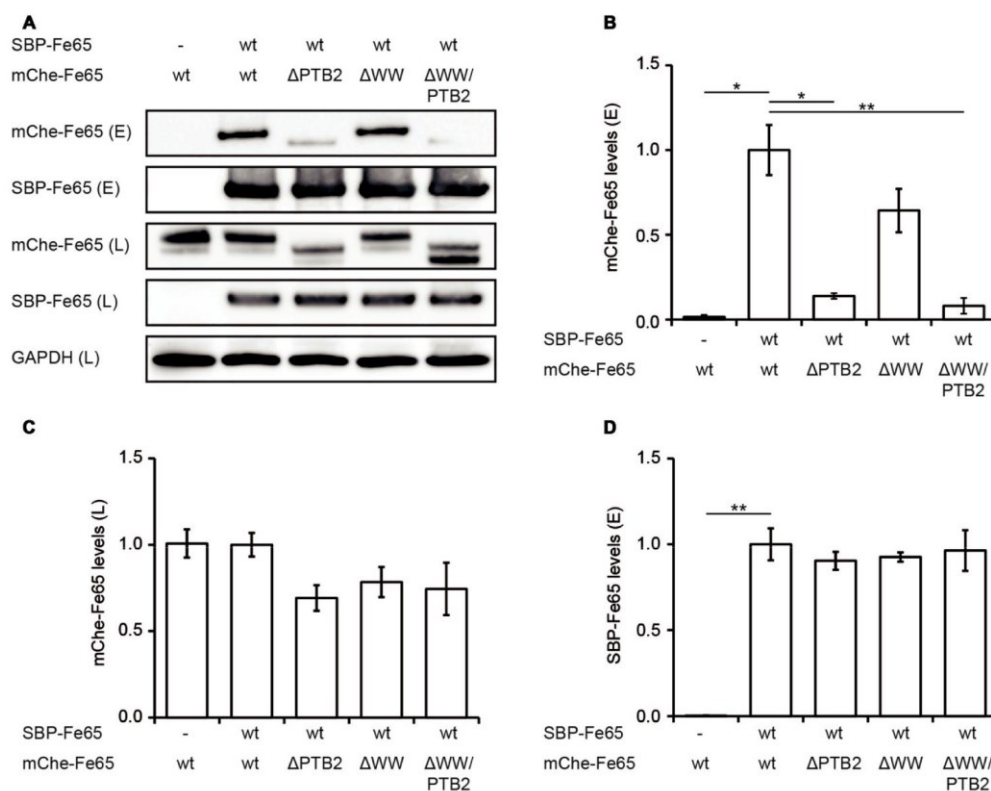 A
SBP-Fe65 - wt wt wt wt
mChe-Fe65 wt wt ΔPTB2 ΔWW ΔWW/
PTB2
mChe-Fe65 (E)
SBP-Fe65 (E)
mChe-Fe65 (L)
SBP-Fe65 (L)
GAPDH (L)
B
mChe-Fe65 levels (E)
1.5
1.0
0.5
0.0
* *
**
SBP-Fe65 - wt wt wt wt
mChe-Fe65 wt wt ΔPTB2 ΔWW ΔWW/
PTB2
C
mChe-Fe65 levels (L)
1.5
1.0
0.5
0.0
SBP-Fe65 - wt wt wt wt
mChe-Fe65 wt wt ΔPTB2 ΔWW ΔWW/
PTB2
D
SBP-Fe65 levels (E)
1.5
1.0
0.5
0.0
**
SBP-Fe65 - wt wt wt wt
mChe-Fe65 wt wt ΔPTB2 ΔWW ΔWW/
PTB2